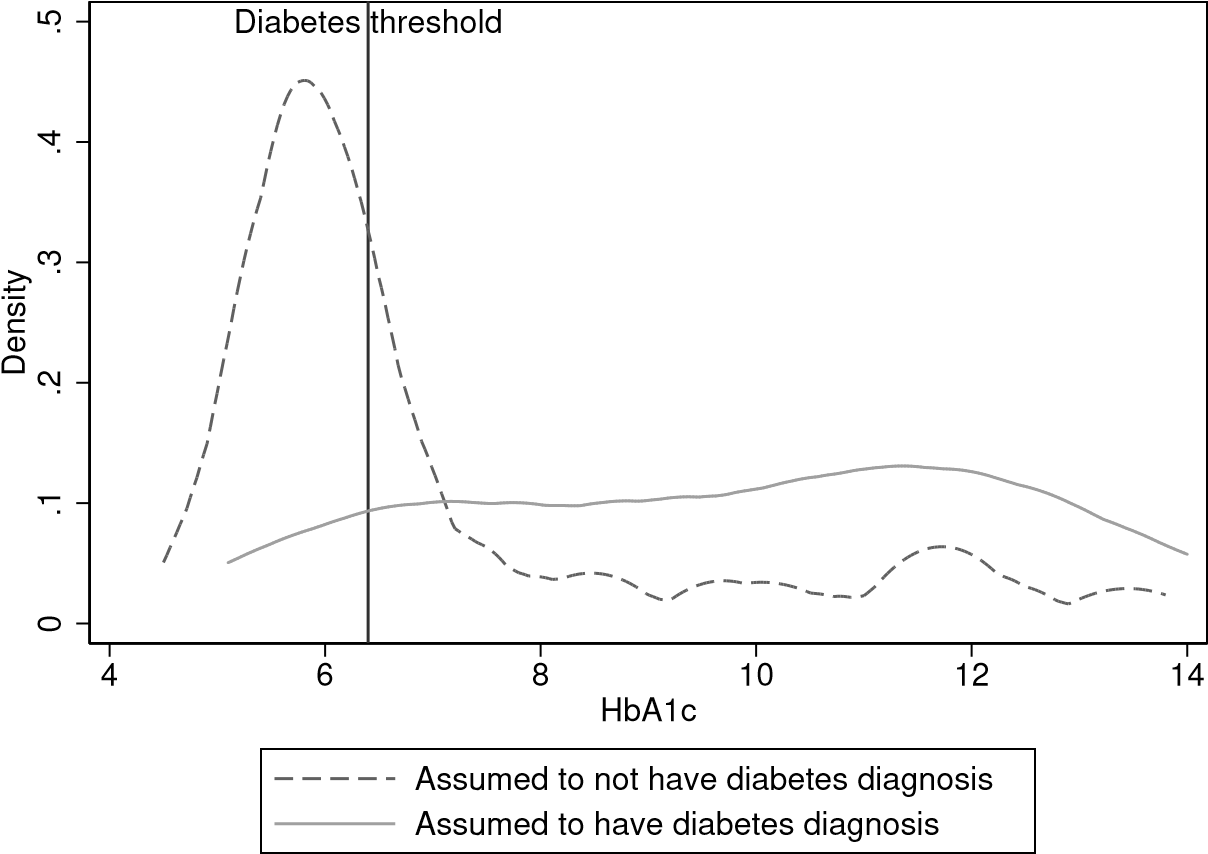 Diabetes threshold
.5
.4
.3
.2
.1
0
Density
4 6 8 10 12 14
HbA1c
Assumed to not have diabetes diagnosis
Assumed to have diabetes diagnosis